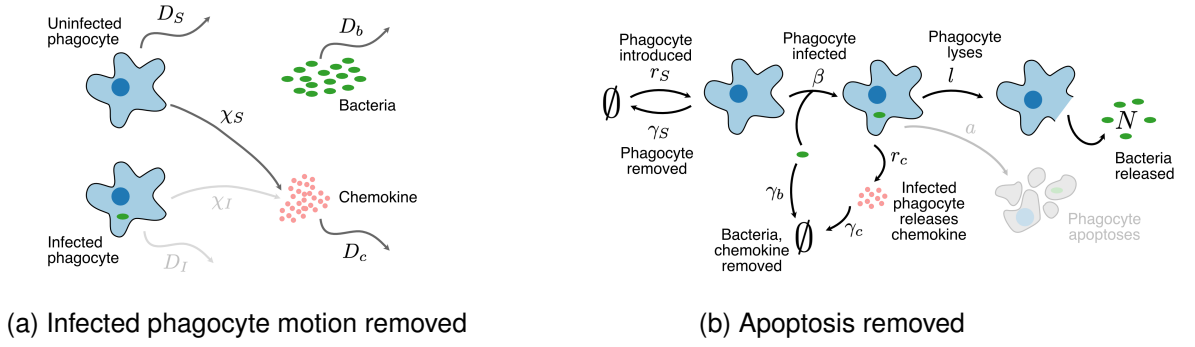 Uninfected
phagocyte
D_S
D_b
Bacteria
χ_S
Chemokine
χ_I
Infected
phagocyte
D_I
D_c
(a) Infected phagocyte motion removed
Phagocyte
introduced
r_S
∅
γ_S
Phagocyte
removed
Phagocyte
infected
β
Phagocyte
lyses
l
N
Bacteria
released
a
r_c
γ_b
γ_c
Infected
phagocyte
releases
chemokine
Bacteria,
chemokine
removed
∅
Phagocyte
apoptoses
(b) Apoptosis removed